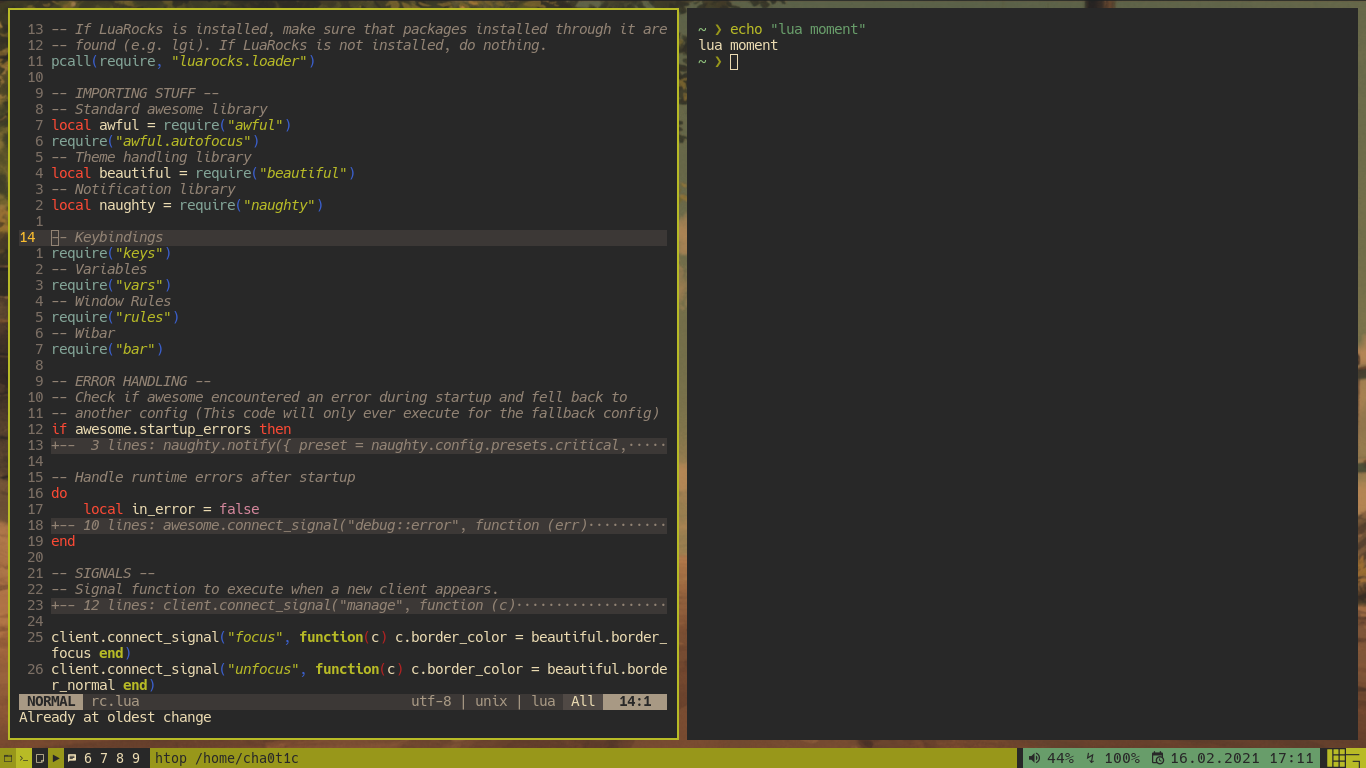 13 -- If LuaRocks is installed, make sure that packages installed through it are
12 -- found (e.g. lgi). If LuaRocks is not installed, do nothing.
11 pcall(require, "luarocks.loader")
10
9 -- IMPORTING STUFF --
8 -- Standard awesome library
7 local awful = require("awful")
6 require("awful.autofocus")
5 -- Theme handling library
4 local beautiful = require("beautiful")
3 -- Notification library
2 local naughty = require("naughty")
1
14 -- Keybindings
1 require("keys")
2 -- Variables
3 require("vars")
4 -- Window Rules
5 require("rules")
6 -- Wibar
7 require("bar")
8
9 -- ERROR HANDLING --
10 -- Check if awesome encountered an error during startup and fell back to
11 -- another config (This code will only ever execute for the fallback config)
12 if awesome.startup_errors then
13 +--  3 lines: naughty.notify({ preset = naughty.config.presets.critical,·····
14
15 -- Handle runtime errors after startup
16 do
17     local in_error = false
18 +-- 10 lines: awesome.connect_signal("debug::error", function (err)··········
19 end
20
21 -- SIGNALS --
22 -- Signal function to execute when a new client appears.
23 +-- 12 lines: client.connect_signal("manage", function (c)···················
24
25 client.connect_signal("focus", function(c) c.border_color = beautiful.border_
focus end)
26 client.connect_signal("unfocus", function(c) c.border_color = beautiful.borde
r_normal end)
NORMAL rc.lua utf-8 | unix | lua All 14:1
Already at oldest change
~ ❯ echo "lua moment"
lua moment
~ ❯
6 7 8 9 htop /home/cha0t1c 44% 100% 16.02.2021 17:11